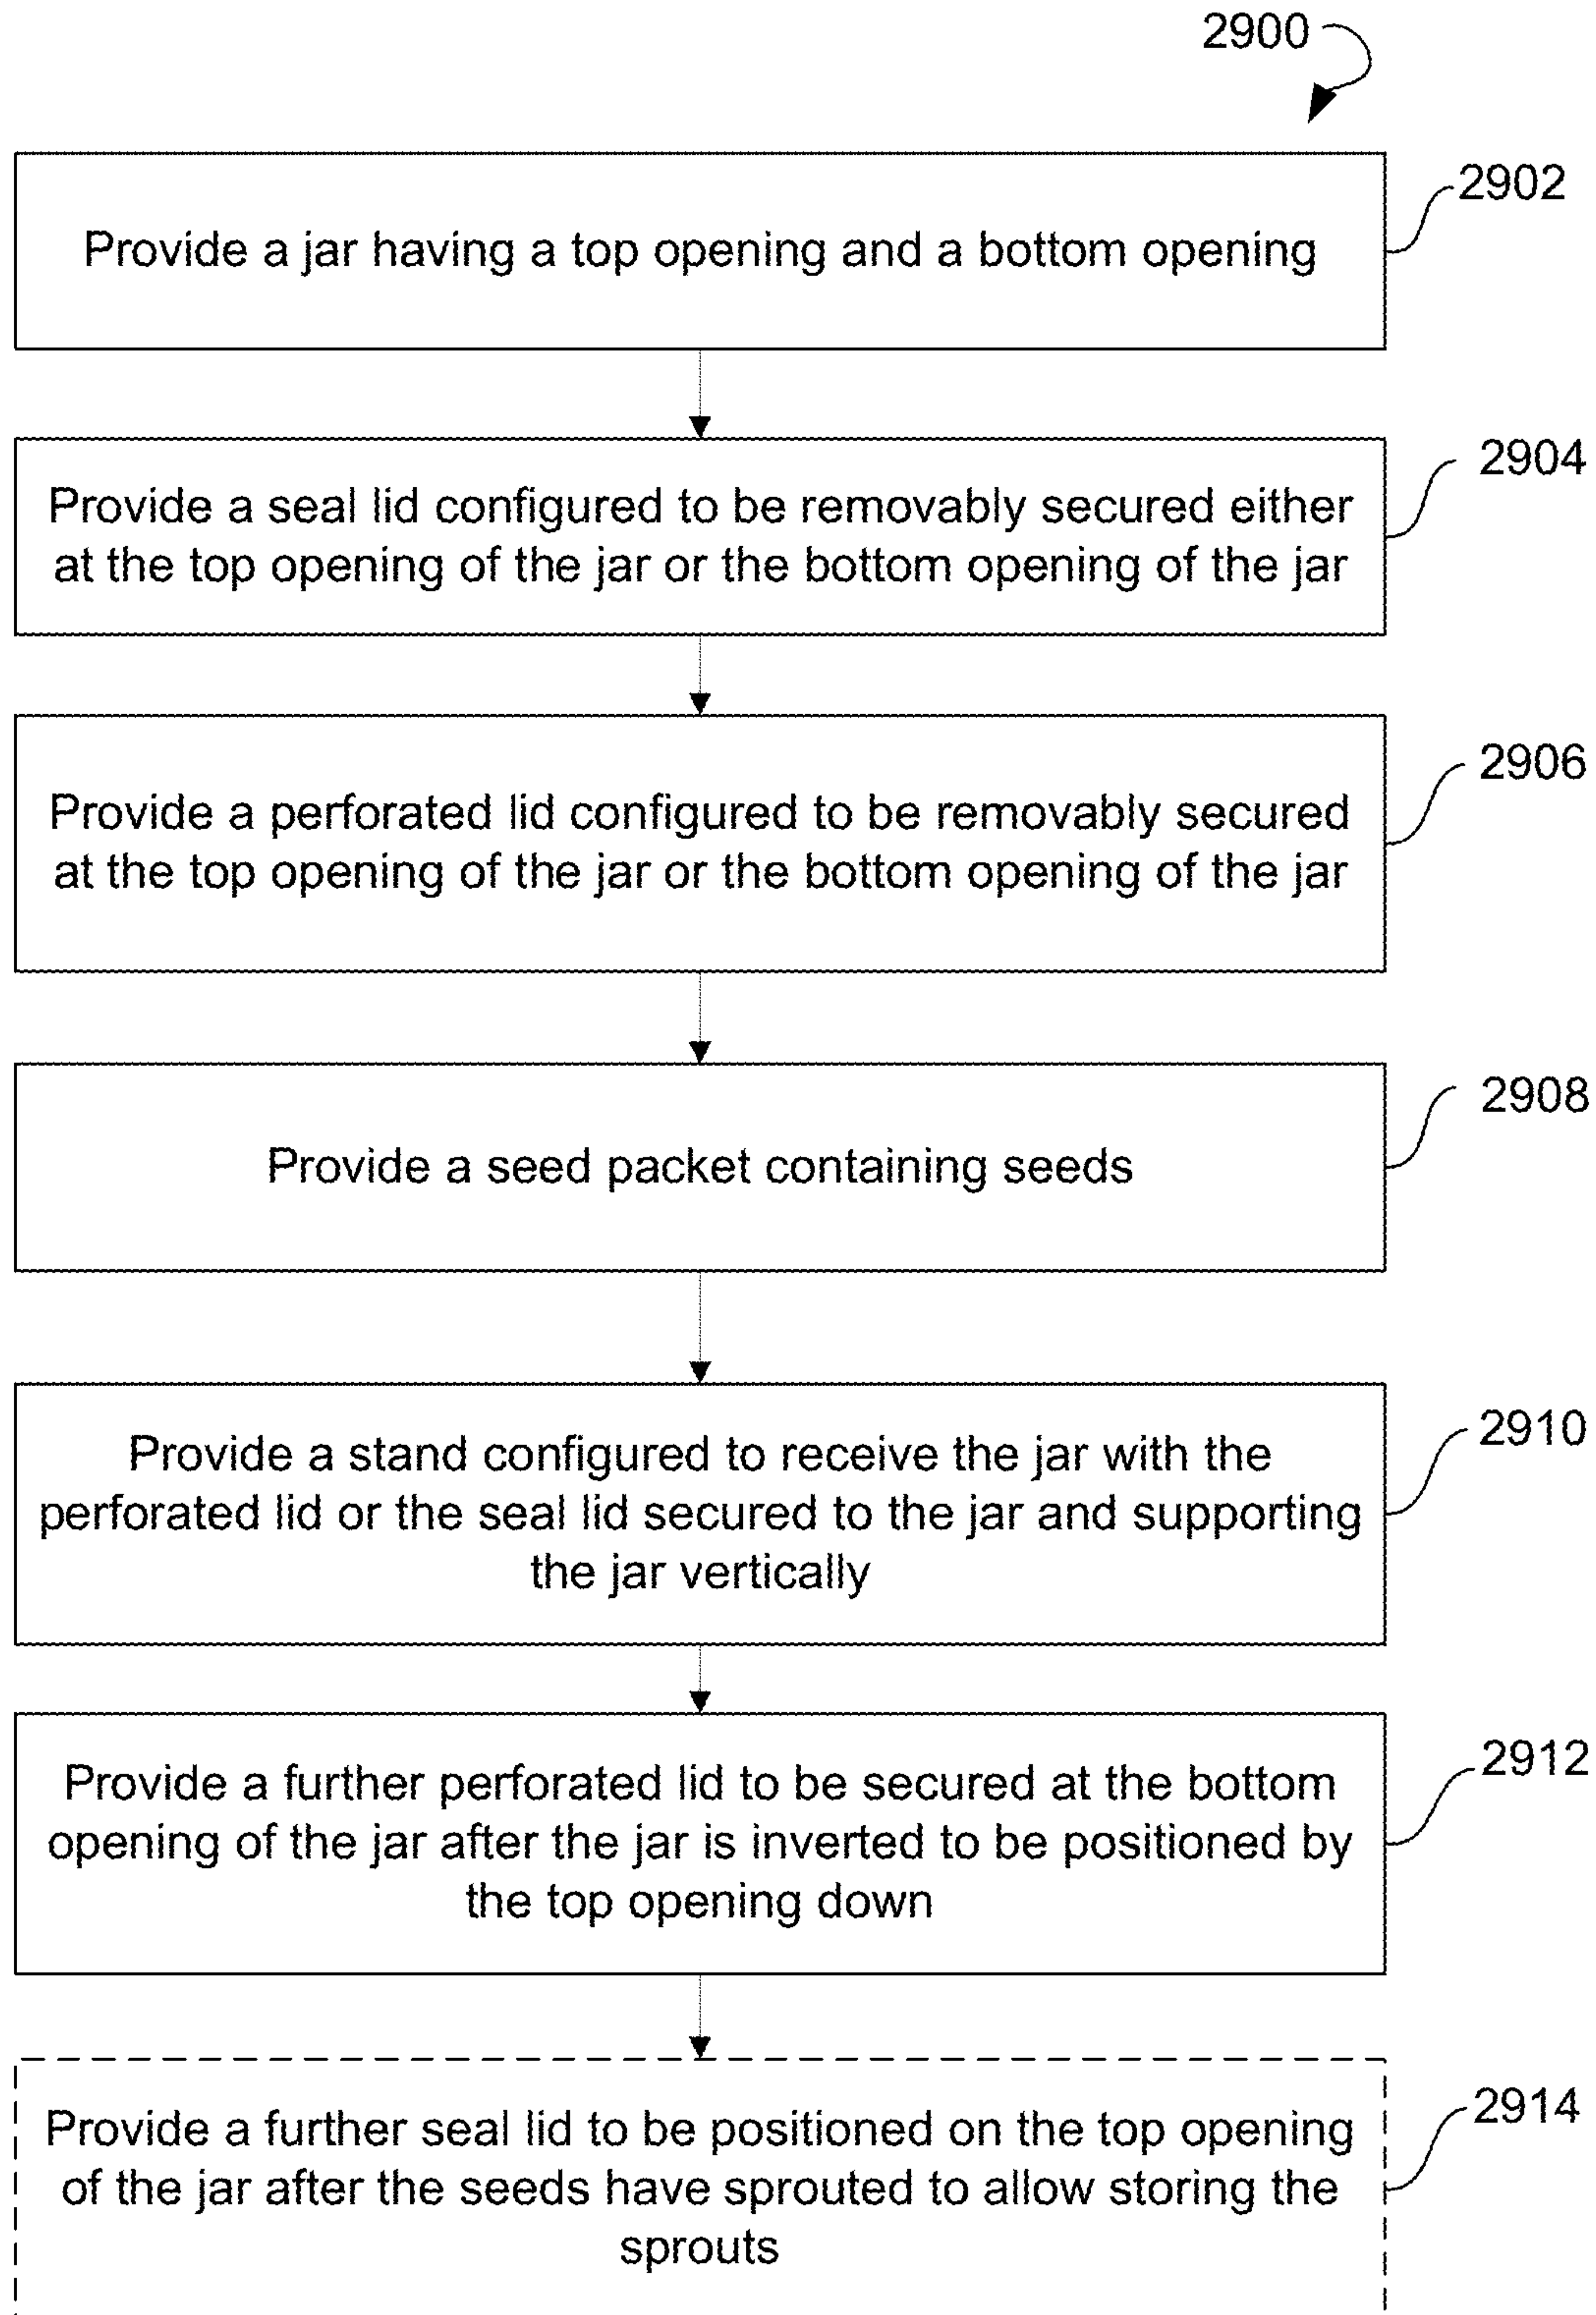 2900
2902
Provide a jar having a top opening and a bottom opening
2904
Provide a seal lid configured to be removably secured either
at the top opening of the jar or the bottom opening of the jar
2906
Provide a perforated lid configured to be removably secured
at the top opening of the jar or the bottom opening of the jar
2908
Provide a seed packet containing seeds
2910
Provide a stand configured to receive the jar with the
perforated lid or the seal lid secured to the jar and supporting
the jar vertically
2912
Provide a further perforated lid to be secured at the bottom
opening of the jar after the jar is inverted to be positioned by
the top opening down
2914
Provide a further seal lid to be positioned on the top opening
of the jar after the seeds have sprouted to allow storing the
sprouts